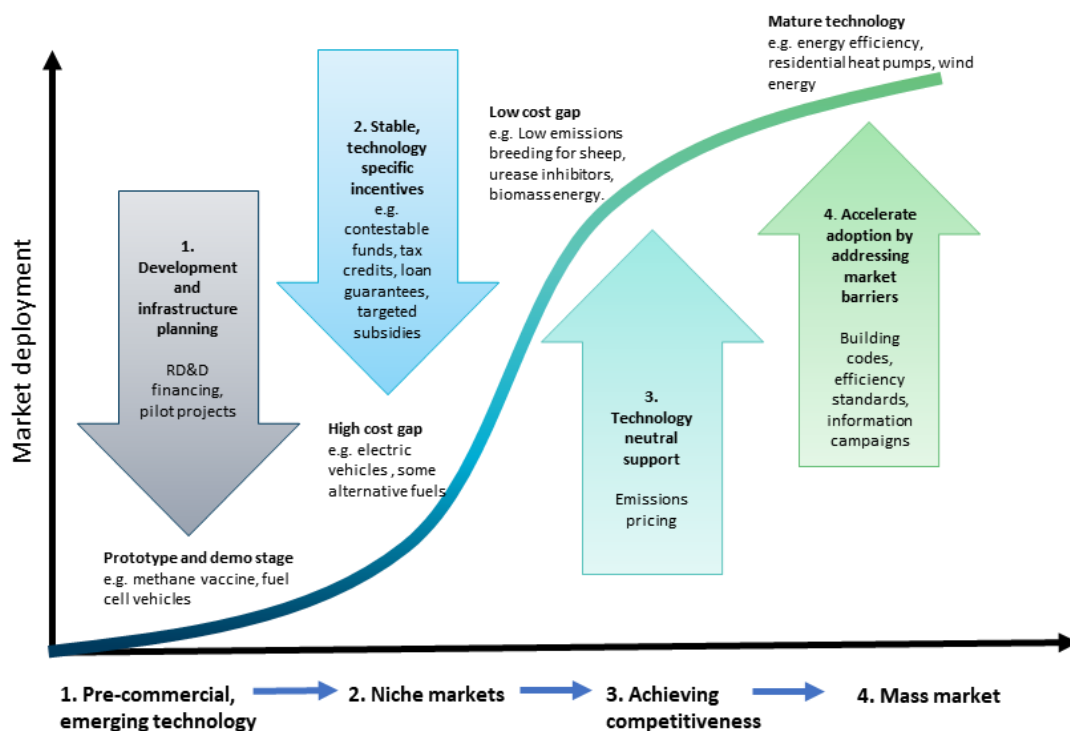 Market deployment
1.
Development
and
infrastructure
planning
RD&D
financing,
pilot projects
Prototype and demo stage
e.g. methane vaccine, fuel
cell vehicles
2. Stable,
technology
specific
incentives
e.g.
contestable
funds, tax
credits, loan
guarantees,
targeted
subsidies
High cost gap
e.g. electric
vehicles , some
alternative fuels
Low cost gap
e.g. Low emissions
breeding for sheep,
urease inhibitors,
biomass energy.
3.
Technology
neutral
support
Emissions
pricing
Mature technology
e.g. energy efficiency,
residential heat pumps, wind
energy
4. Accelerate
adoption by
addressing
market
barriers
Building
codes,
efficiency
standards,
information
campaigns
1. Pre-commercial,
emerging technology
2. Niche markets
3. Achieving
competitiveness
4. Mass market